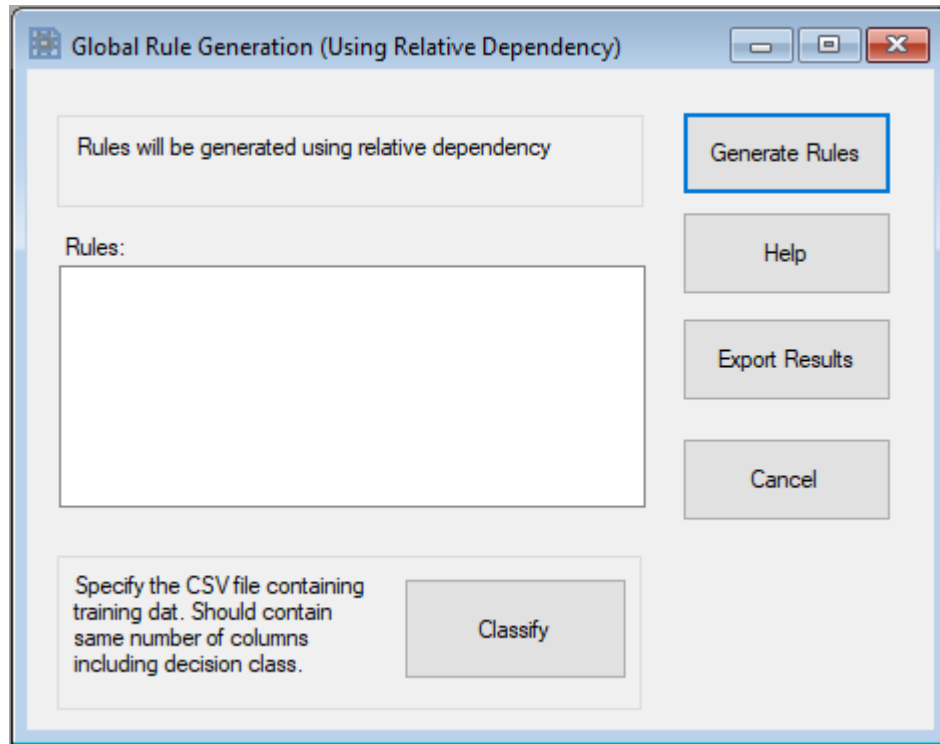 Global Rule Generation (Using Relative Dependency)
Rules will be generated using relative dependency
Generate Rules
Rules:
Help
Export Results
Cancel
Specify the CSV file containing
training dat. Should contain
same number of columns
including decision class.
Classify